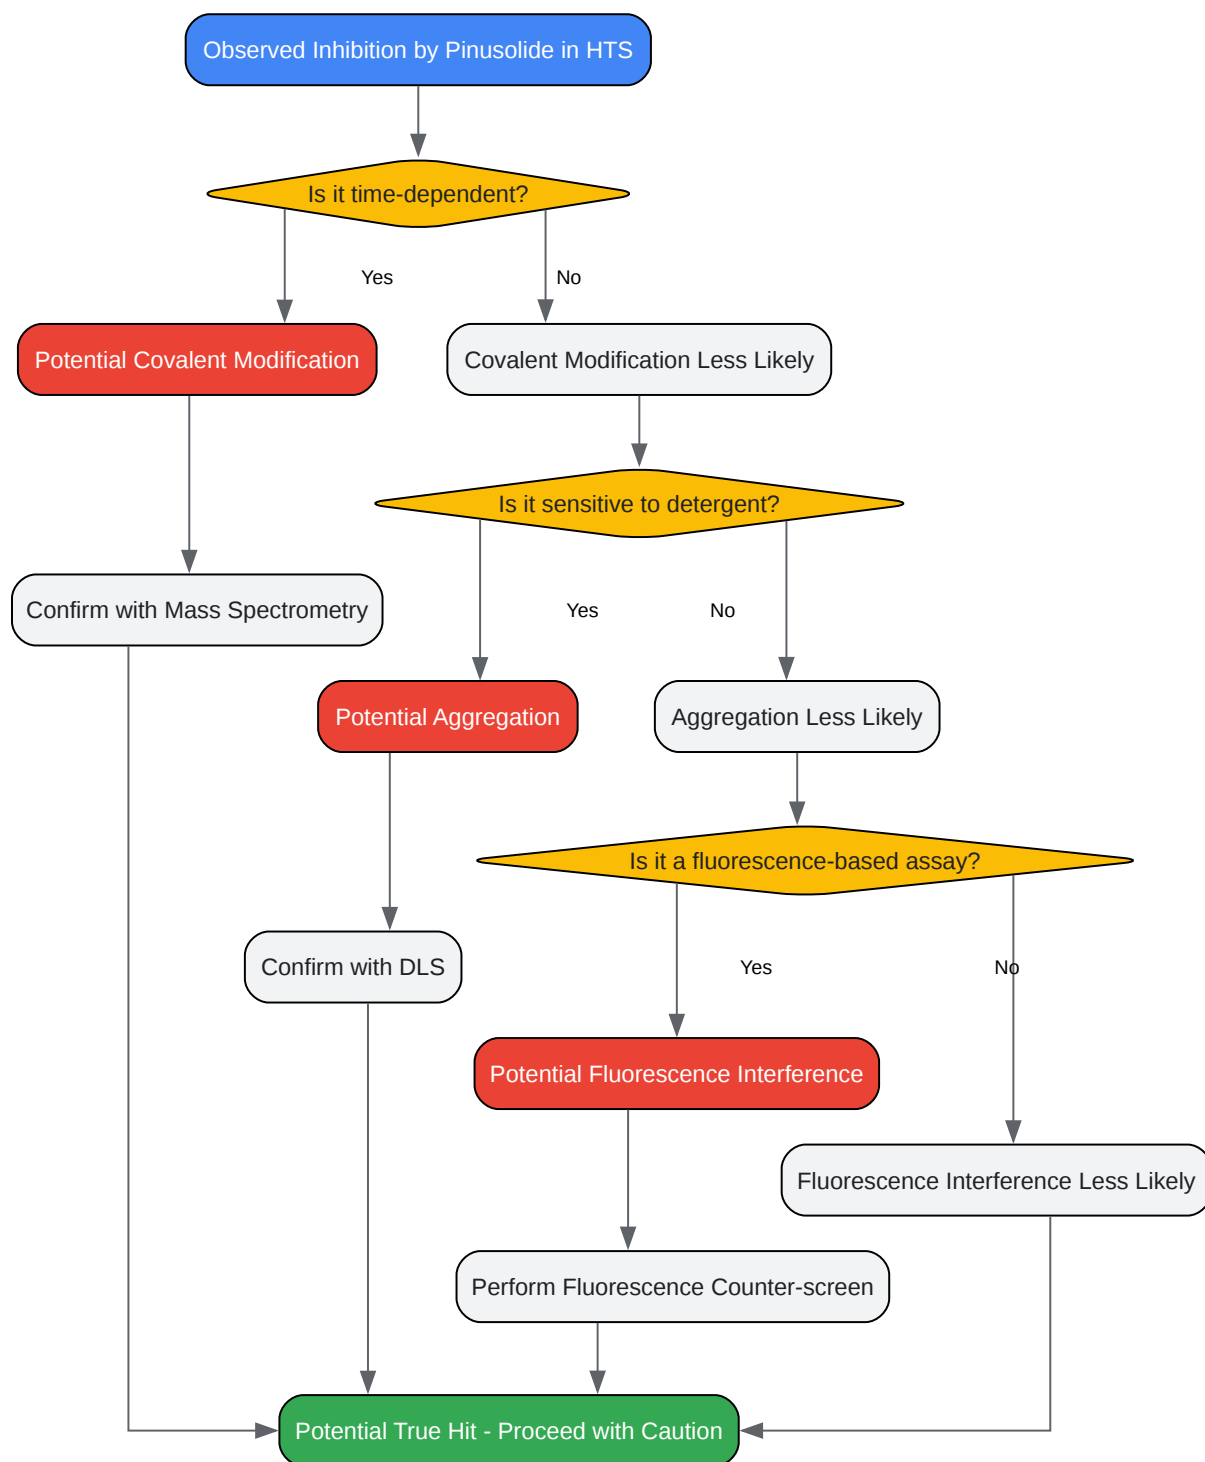 Observed Inhibition by Pinusolide in HTS
Is it time-dependent?
Yes
No
Potential Covalent Modification
Covalent Modification Less Likely
Is it sensitive to detergent?
Confirm with Mass Spectrometry
Yes
No
Potential Aggregation
Aggregation Less Likely
Is it a fluorescence-based assay?
Confirm with DLS
Yes
No
Potential Fluorescence Interference
Fluorescence Interference Less Likely
Perform Fluorescence Counter-screen
Potential True Hit - Proceed with Caution